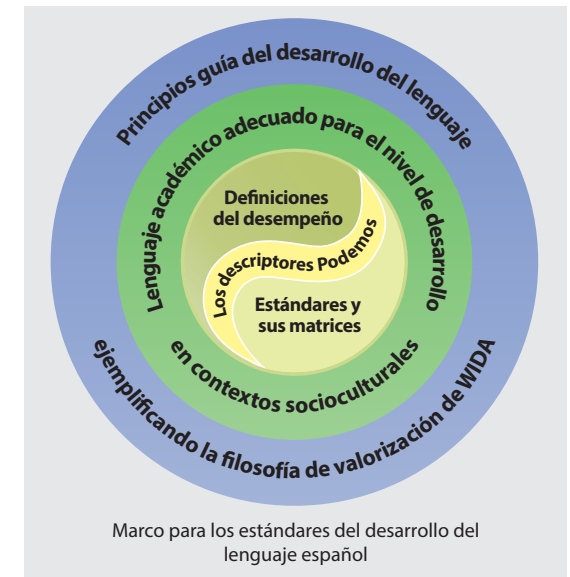 Principios guía del desarrollo del lenguaje
ejemplificando la filosofía de valorización de WIDA
Lenguaje académico adecuado para el nivel de desarrollo
en contextos socioculturales
Definiciones
del desempeño
Los descriptores Podemos
Estándares y
sus matrices
Marco para los estándares del desarrollo del
lenguaje español